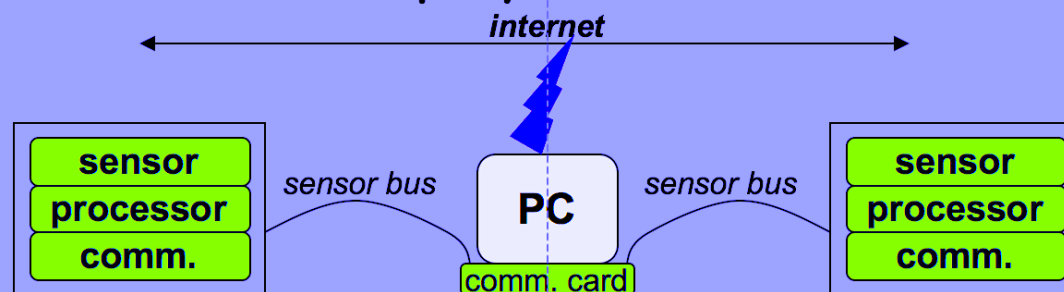 internet
sensor
processor
comm.
sensor bus
PC
comm. card
sensor bus
sensor
processor
comm.